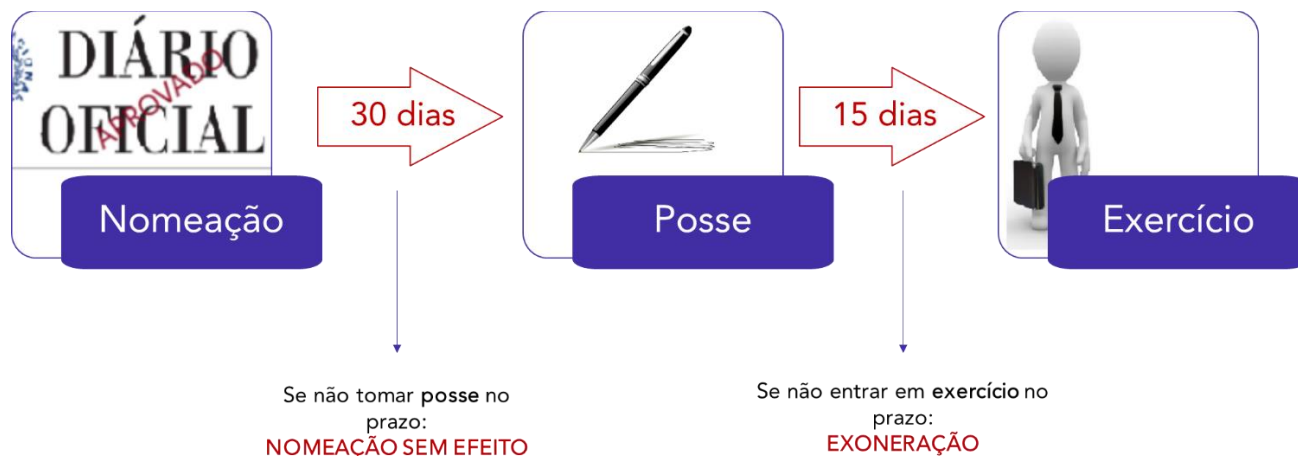 DIÁRIO
OFICIAL
APROVADO
30 dias
15 dias
Nomeação
Posse
Exercício
Se não tomar posse no
prazo:
NOMEAÇÃO SEM EFEITO
Se não entrar em exercício no
prazo:
EXONERAÇÃO